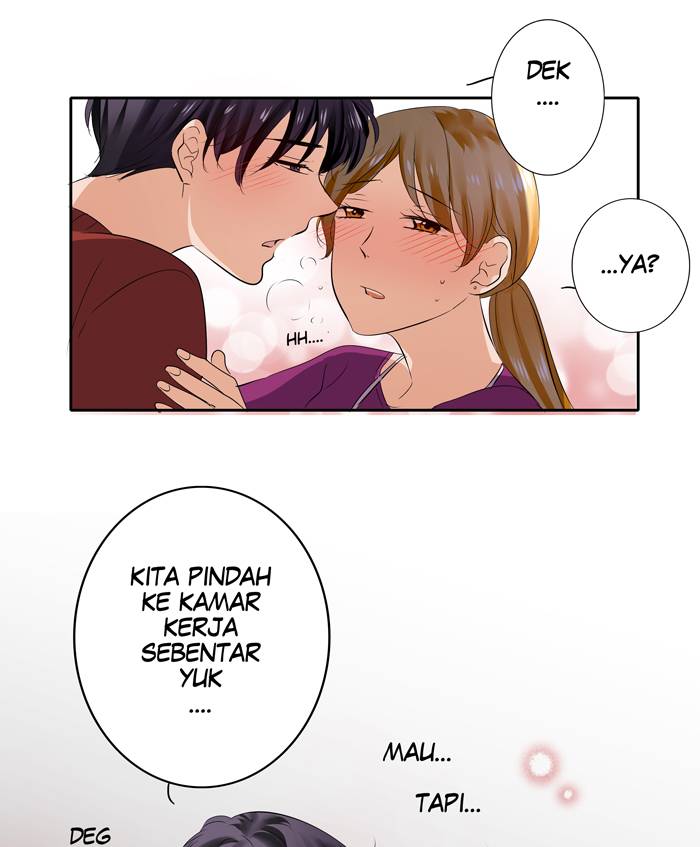 DEK
....
...YA?
HH....
KITA PINDAH
KE KAMAR
KERJA
SEBENTAR
YUK
....
MAU...
TAPI...
DEG